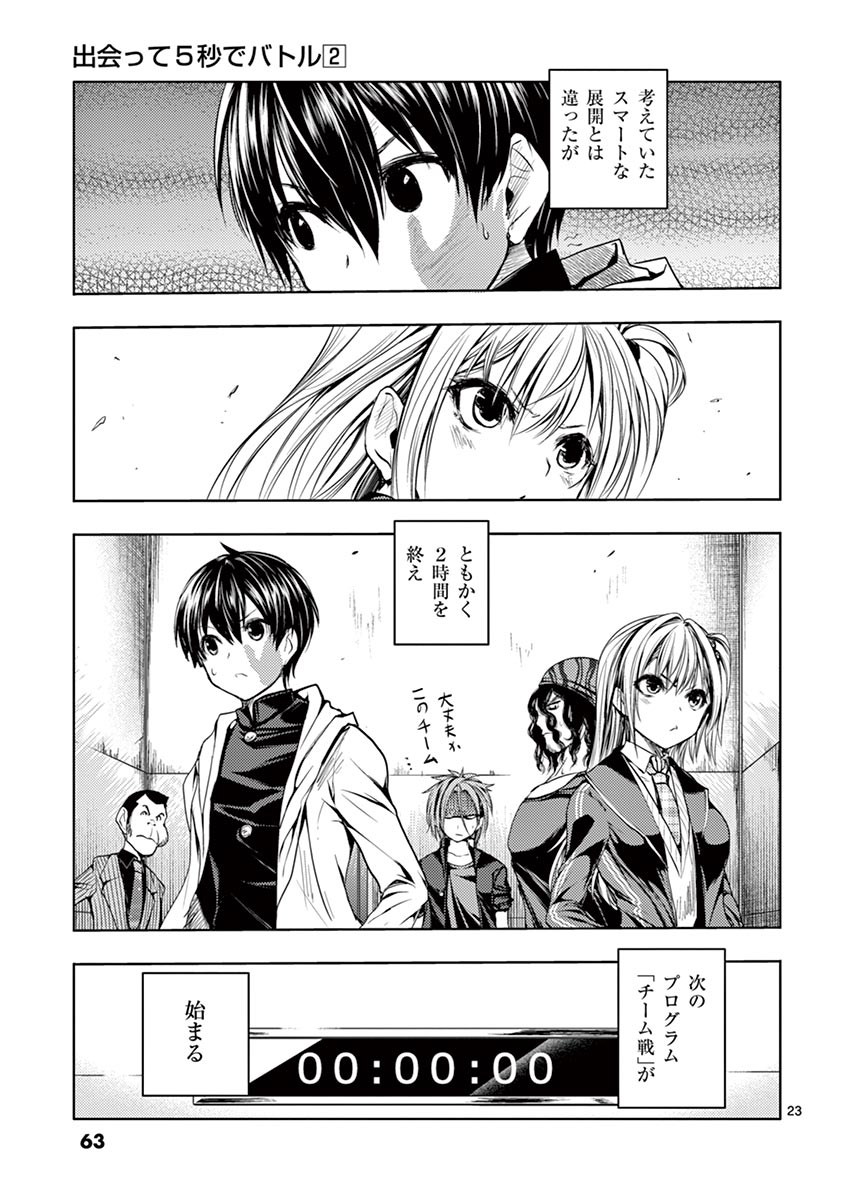 出会って5秒でバトル2
考えていた
スマートな
展開とは
違ったが
ともかく
2時間を
終え
大丈夫か
このチーム…
次の
プログラム
「チーム戦」が
始まる
00:00:00
23
63